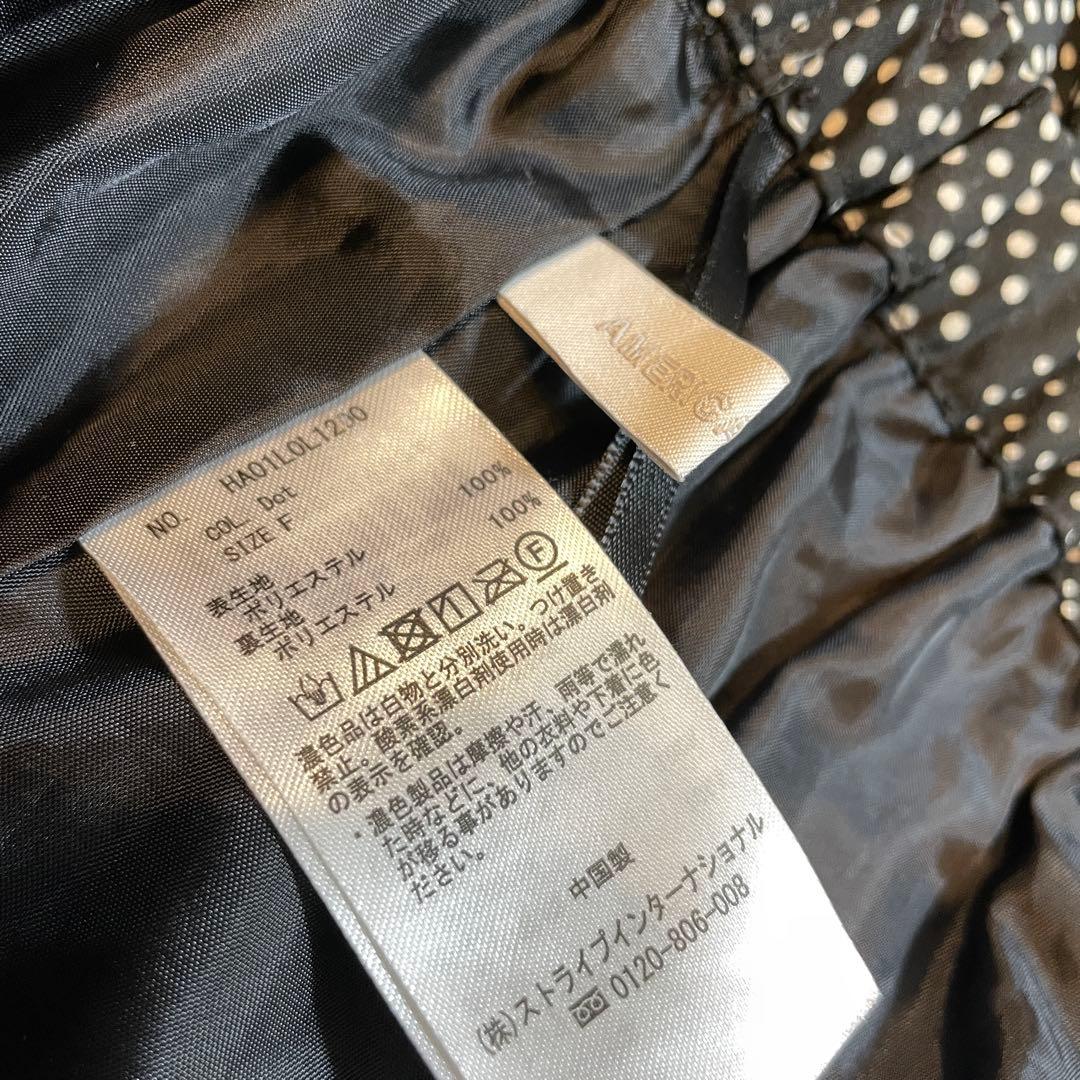 AMERICA
NO. HA01L0L1230
COL. Dot
SIZE F
表生地
ポリエステル 100%
裏生地
ポリエステル 100%
F
濃色品は白物と分別洗い。つけ置き
禁止。酵素系漂白剤使用時は漂白剤
の表示を確認。
・濃色製品は摩擦や汗、雨等で濡れ
た時などに、他の衣料や下着に色
が移る事がありますのでご注意く
ださい。
中国製
(株)ストライプインターナショナル
0120-806-008